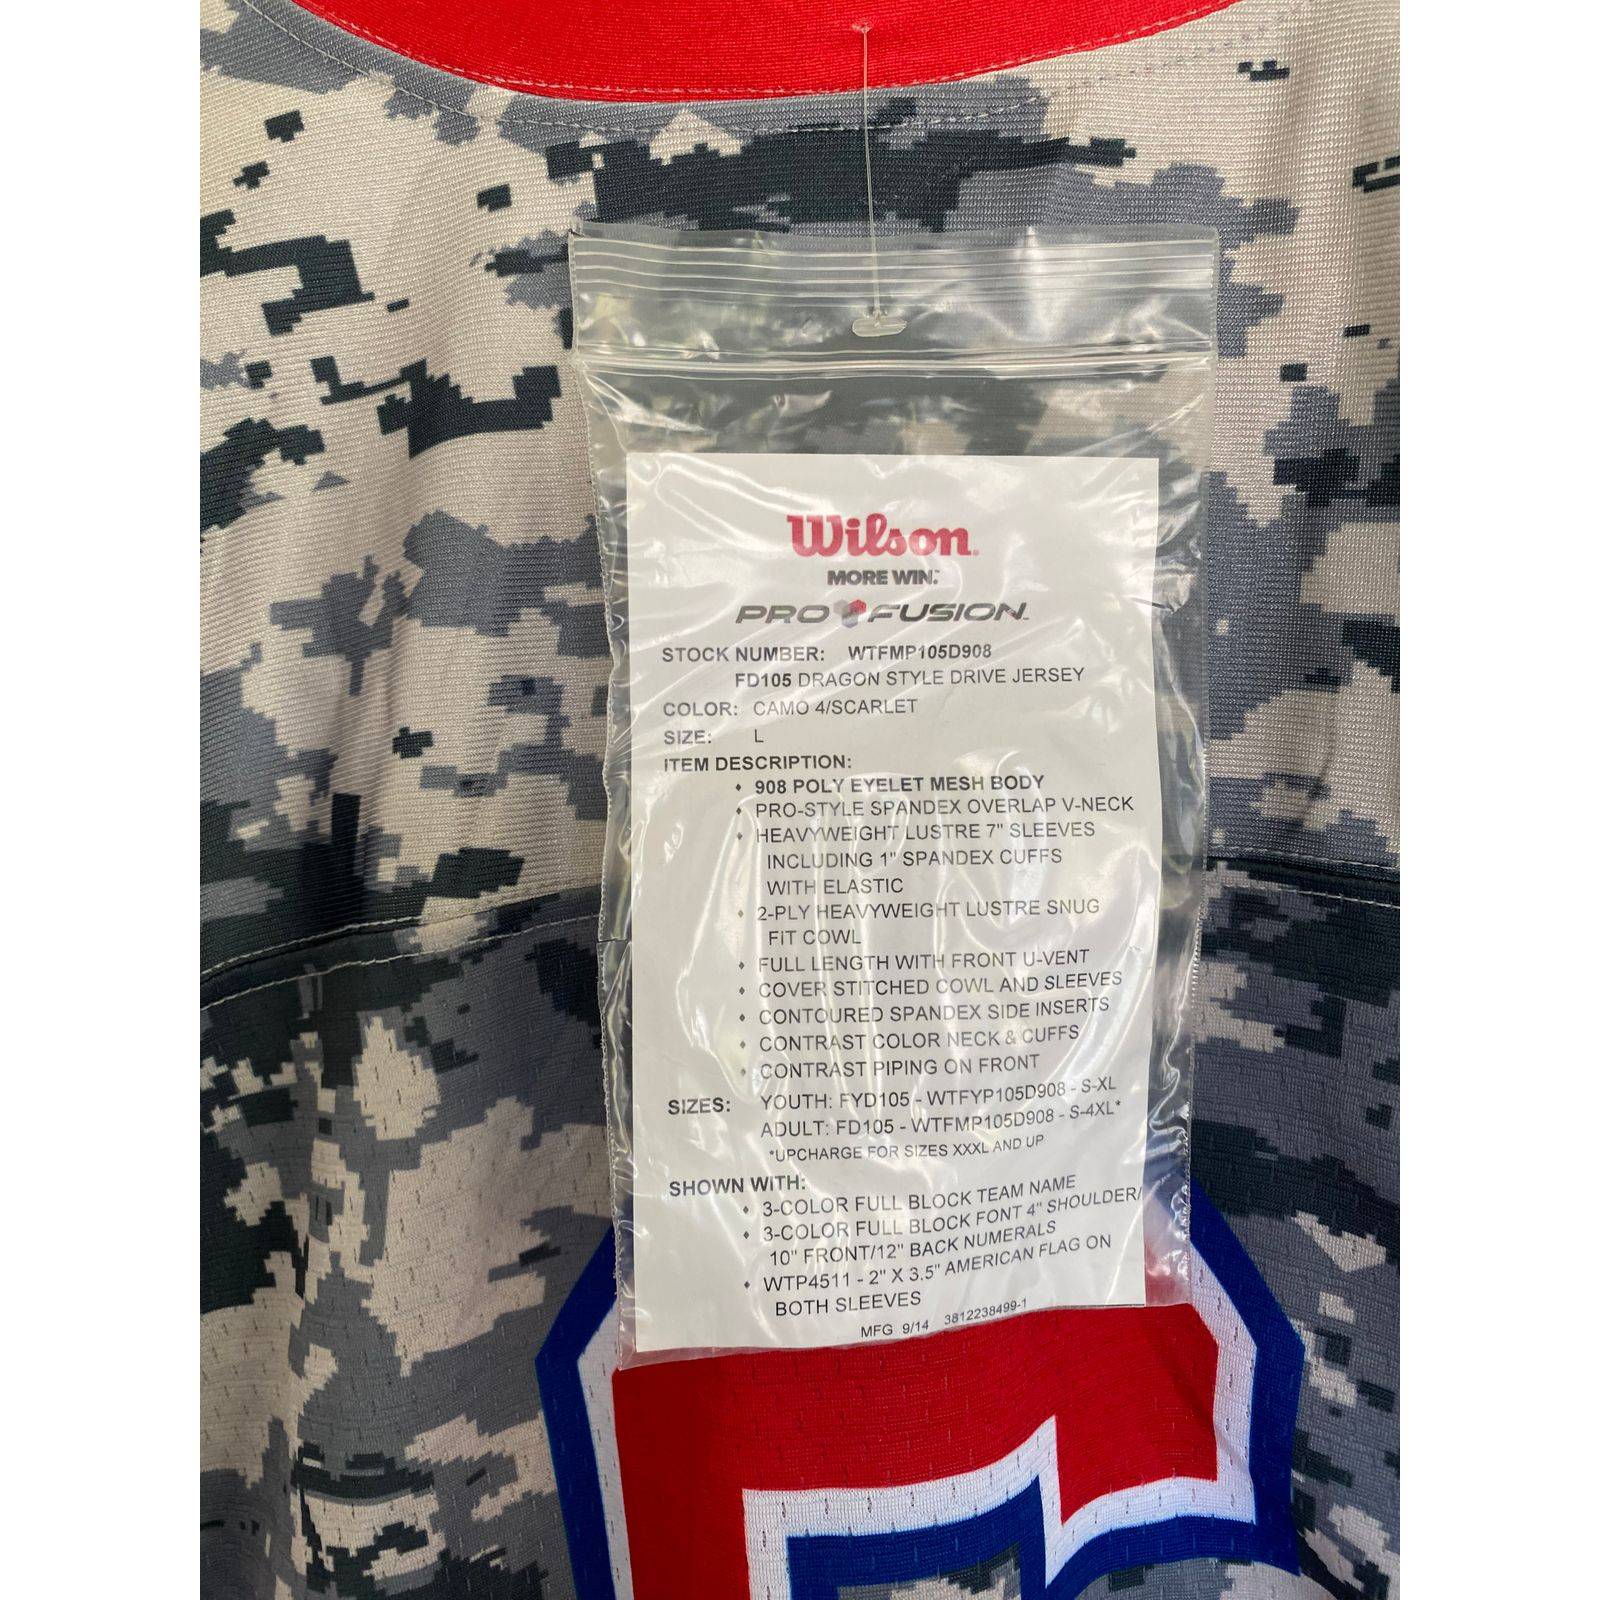 Wilson
MORE WIN.™
PRO FUSION™
STOCK NUMBER: WTFMP105D908
FD105 DRAGON STYLE DRIVE JERSEY
COLOR: CAMO 4/SCARLET
SIZE: L
ITEM DESCRIPTION:
• 908 POLY EYELET MESH BODY
• PRO-STYLE SPANDEX OVERLAP V-NECK
• HEAVYWEIGHT LUSTRE 7" SLEEVES
INCLUDING 1" SPANDEX CUFFS
WITH ELASTIC
• 2-PLY HEAVYWEIGHT LUSTRE SNUG
FIT COWL
• FULL LENGTH WITH FRONT U-VENT
• COVER STITCHED COWL AND SLEEVES
• CONTOURED SPANDEX SIDE INSERTS
• CONTRAST COLOR NECK & CUFFS
• CONTRAST PIPING ON FRONT
SIZES: YOUTH: FYD105 - WTFYP105D908 - S-XL
ADULT: FD105 - WTFMP105D908 - S-4XL*
*UPCHARGE FOR SIZES XXXL AND UP
SHOWN WITH:
• 3-COLOR FULL BLOCK TEAM NAME
• 3-COLOR FULL BLOCK FONT 4" SHOULDER/
10" FRONT/12" BACK NUMERALS
• WTP4511 - 2" X 3.5" AMERICAN FLAG ON
BOTH SLEEVES
MFG 9/14 3812238499-1